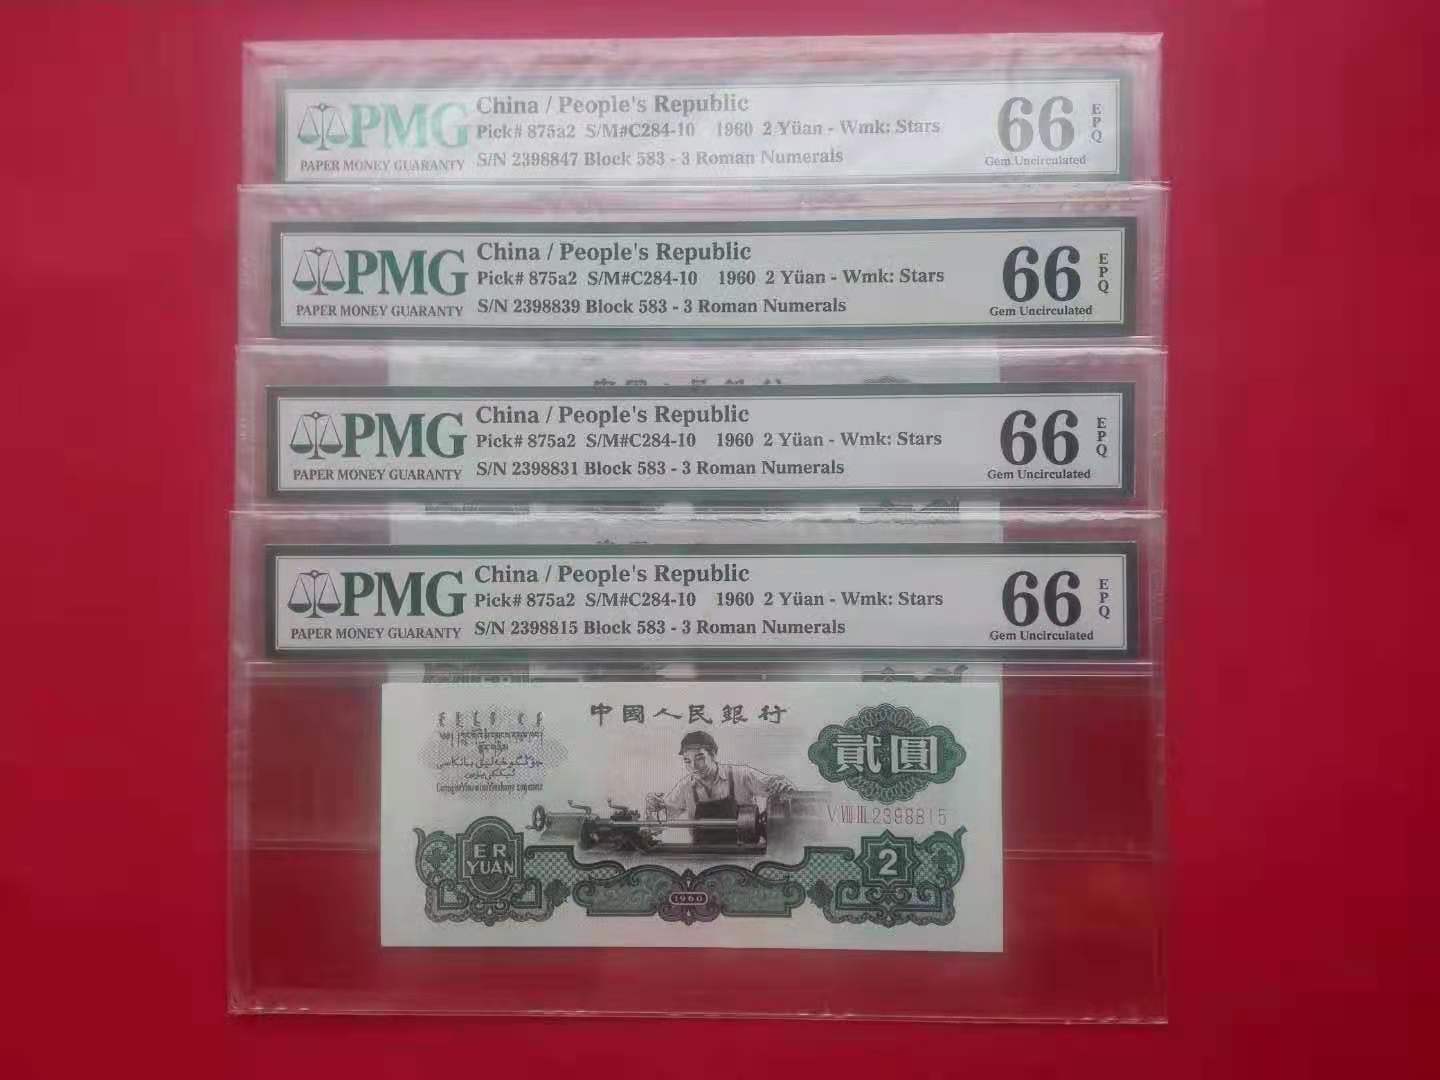 PMG
PAPER MONEY GUARANTY
China / People's Republic
Pick# 875a2 S/M#C284-10 1960 2 Yüan - Wmk: Stars
S/N 2398847 Block 583 - 3 Roman Numerals
66 EPQ
Gem Uncirculated
PMG
PAPER MONEY GUARANTY
China / People's Republic
Pick# 875a2 S/M#C284-10 1960 2 Yüan - Wmk: Stars
S/N 2398839 Block 583 - 3 Roman Numerals
66 EPQ
Gem Uncirculated
PMG
PAPER MONEY GUARANTY
China / People's Republic
Pick# 875a2 S/M#C284-10 1960 2 Yüan - Wmk: Stars
S/N 2398831 Block 583 - 3 Roman Numerals
66 EPQ
Gem Uncirculated
PMG
PAPER MONEY GUARANTY
China / People's Republic
Pick# 875a2 S/M#C284-10 1960 2 Yüan - Wmk: Stars
S/N 2398815 Block 583 - 3 Roman Numerals
66 EPQ
Gem Uncirculated
中國人民銀行
貳圓
V VIII III 2398815
ER
YUAN
2
1960